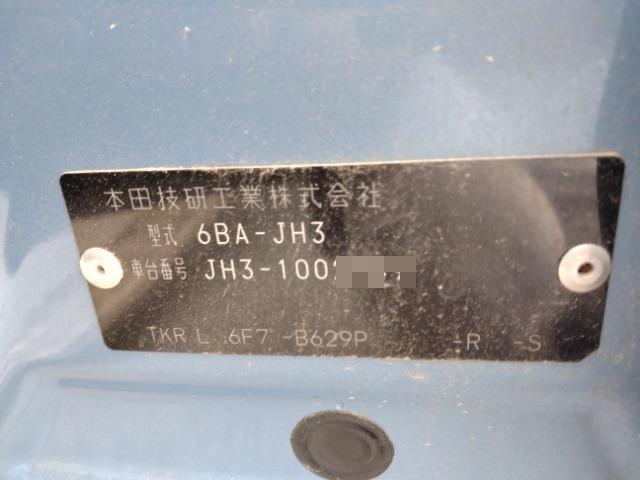 本田技研工業株式会社
型式 6BA-JH3
車台番号 JH3-100
TKR L 6F7 -B629P -R -S